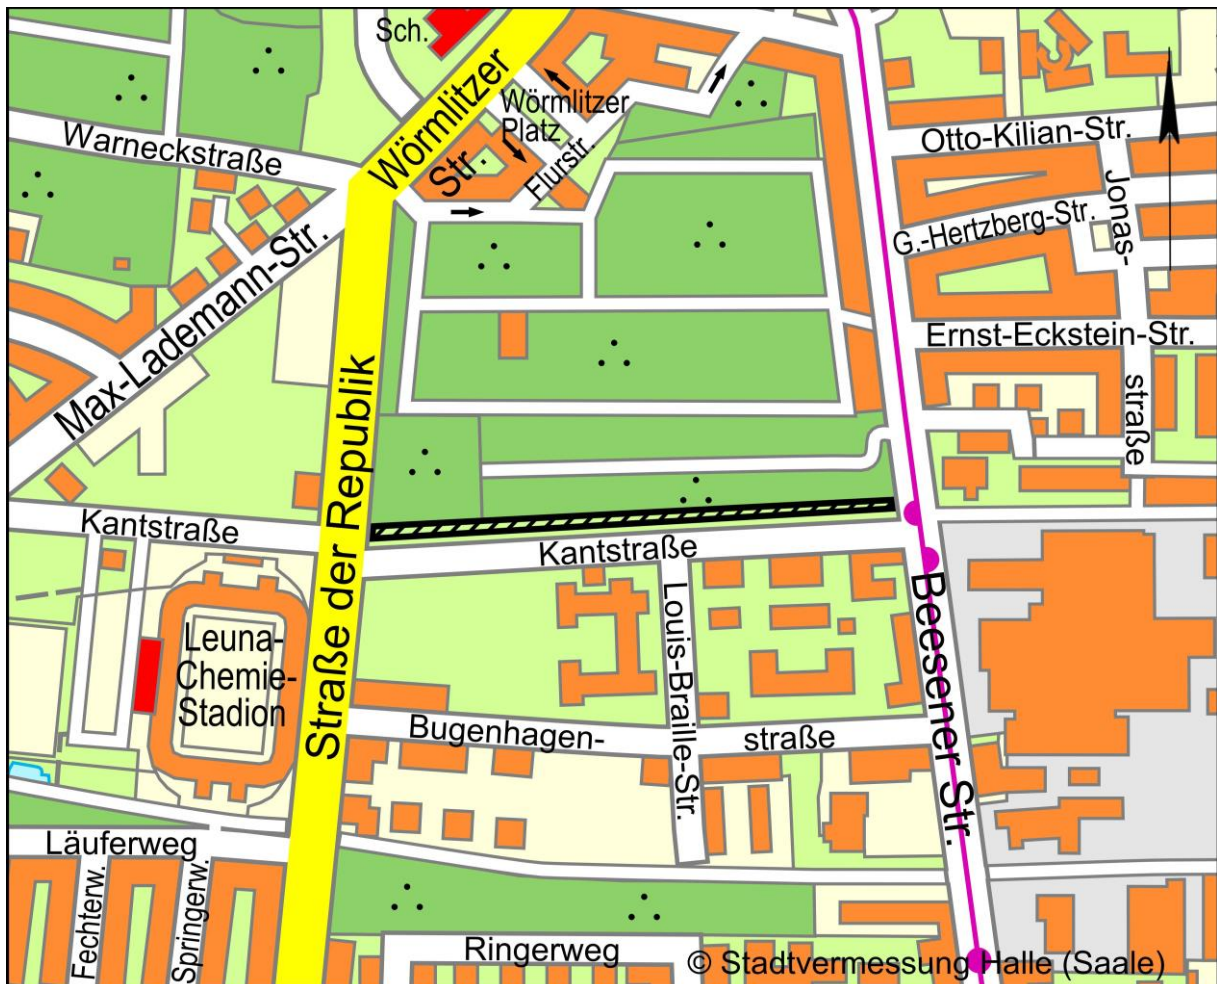 Sch.
Wörmlitzer
Str.
Wörmlitzer
Platz
Flurstr.
Warneckstraße
Otto-Kilian-Str.
Jonas-
straße
G.-Hertzberg-Str.
Max-Lademann-Str.
Ernst-Eckstein-Str.
Straße der Republik
Kantstraße
Kantstraße
Louis-Braille-Str.
Beesener Str.
Leuna-
Chemie-
Stadion
Bugenhagen-
straße
Läuferweg
Fechterw.
Springerw.
Ringerweg
© Stadtvermessung Halle (Saale)